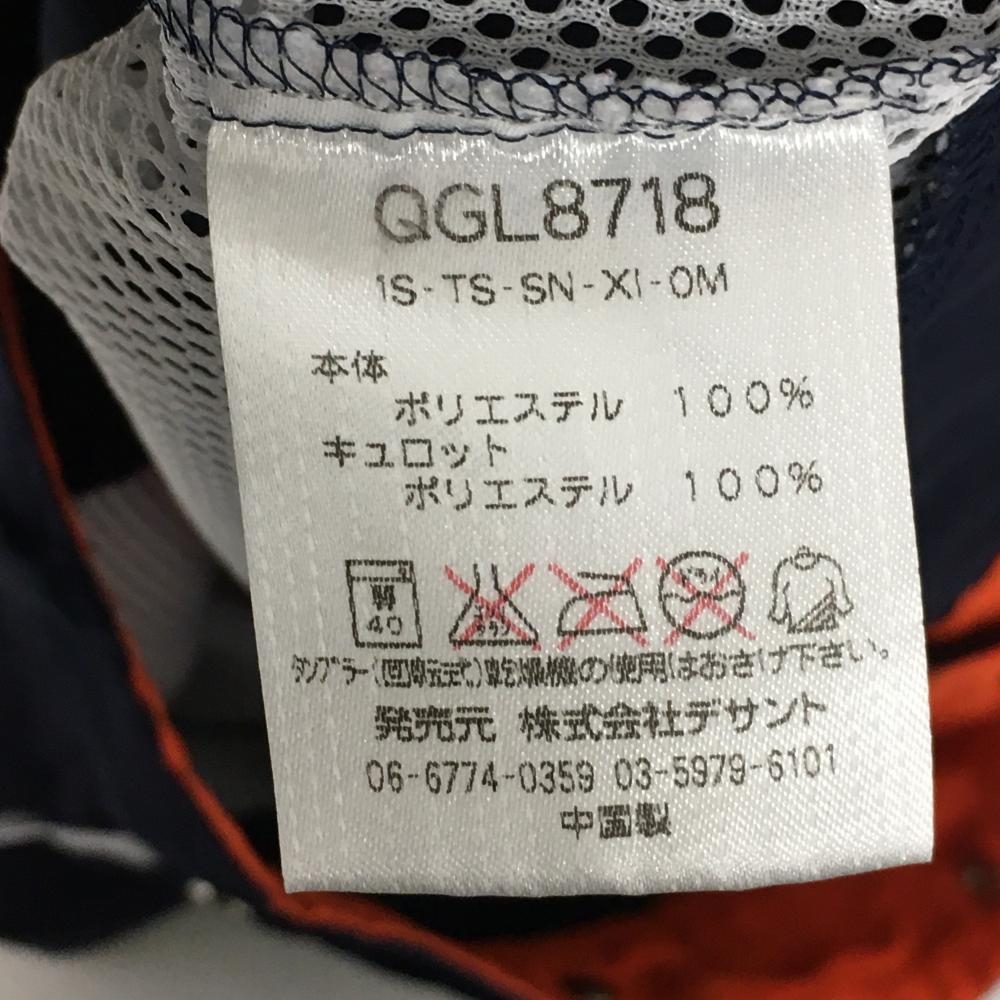 QGL8718
1S-TS-SN-XI-OM
本体
ポリエステル 100%
キュロット
ポリエステル 100%
40
タンブラー(回転式)乾燥機の使用はおさけ下さい。
発売元 株式会社デサント
06-6774-0359 03-5979-6101
中国製